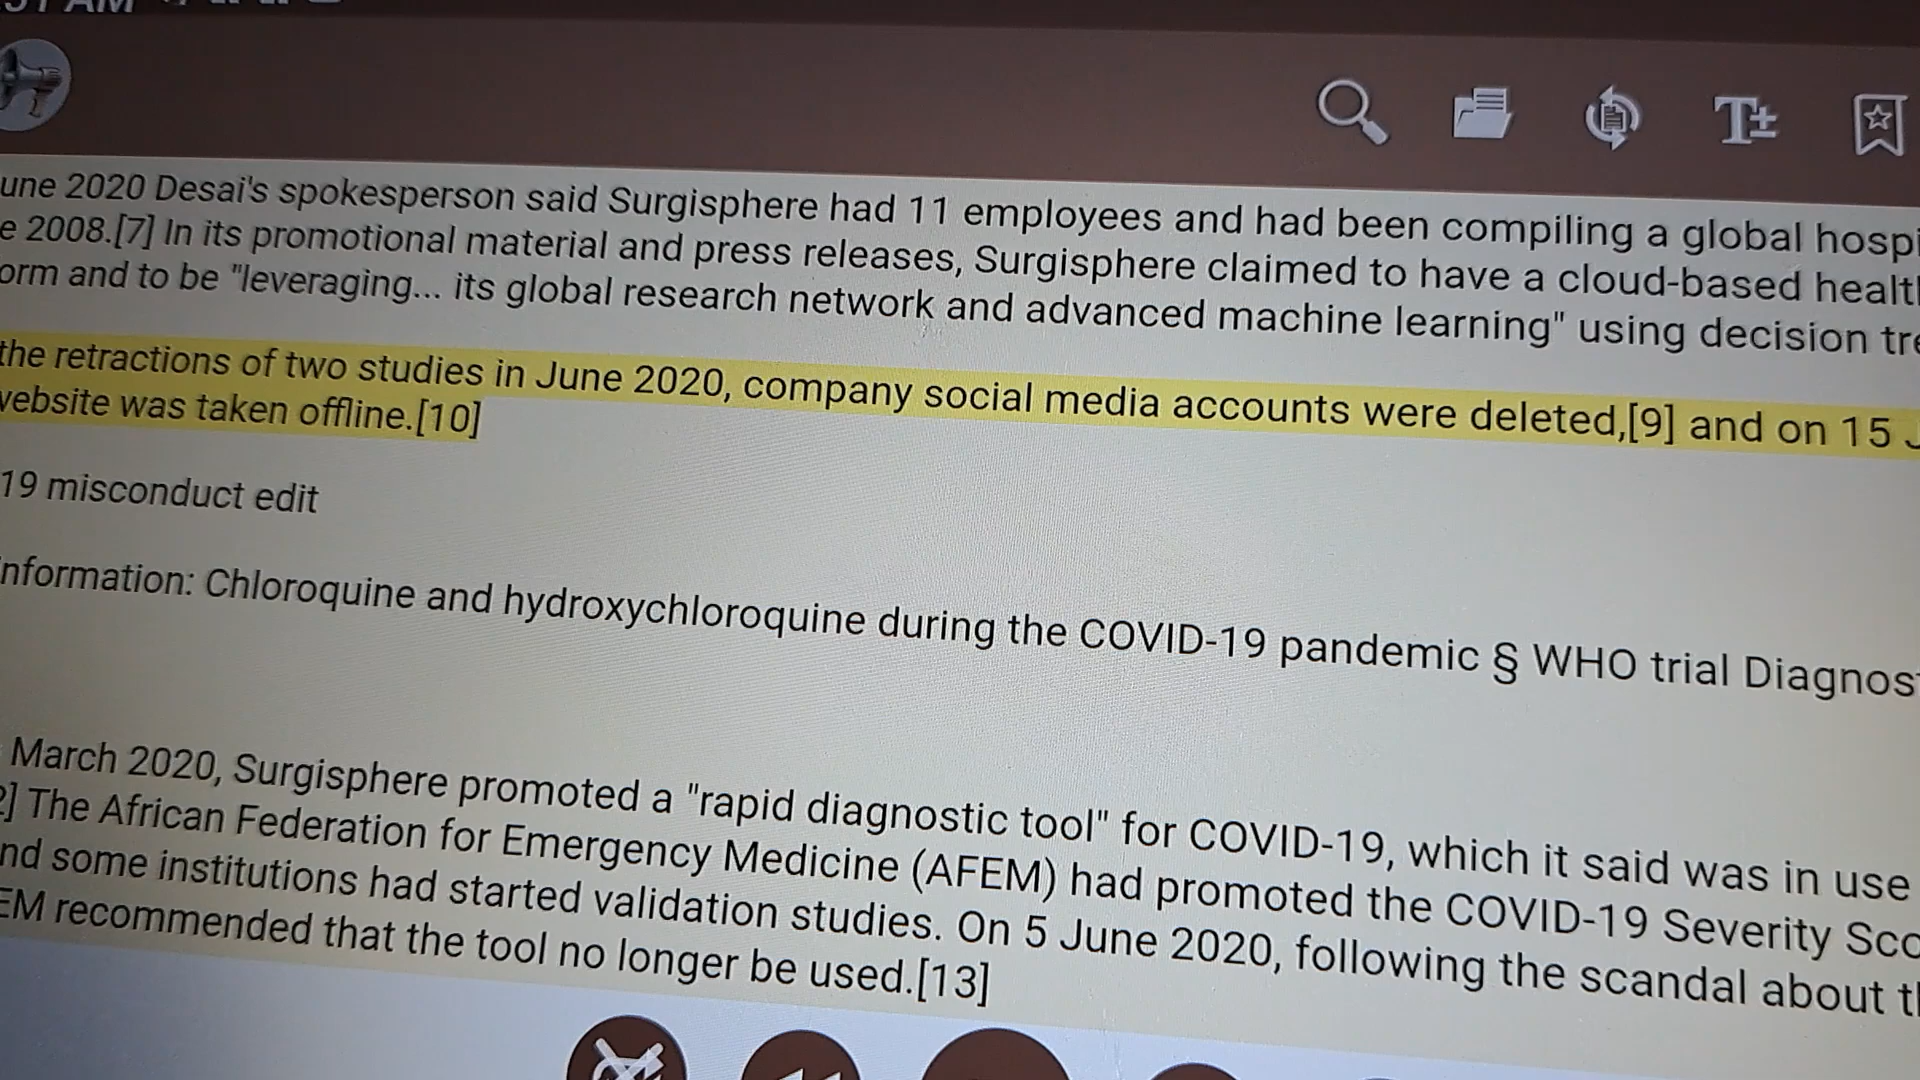 AM
une 2020 Desai's spokesperson said Surgisphere had 11 employees and had been compiling a global hospi
e 2008.[7] In its promotional material and press releases, Surgisphere claimed to have a cloud-based healt
orm and to be "leveraging... its global research network and advanced machine learning" using decision tre
the retractions of two studies in June 2020, company social media accounts were deleted,[9] and on 15 J
website was taken offline.[10]
19 misconduct edit
nformation: Chloroquine and hydroxychloroquine during the COVID-19 pandemic § WHO trial Diagnos
March 2020, Surgisphere promoted a "rapid diagnostic tool" for COVID-19, which it said was in use
2] The African Federation for Emergency Medicine (AFEM) had promoted the COVID-19 Severity Sco
nd some institutions had started validation studies. On 5 June 2020, following the scandal about t
EM recommended that the tool no longer be used.[13]